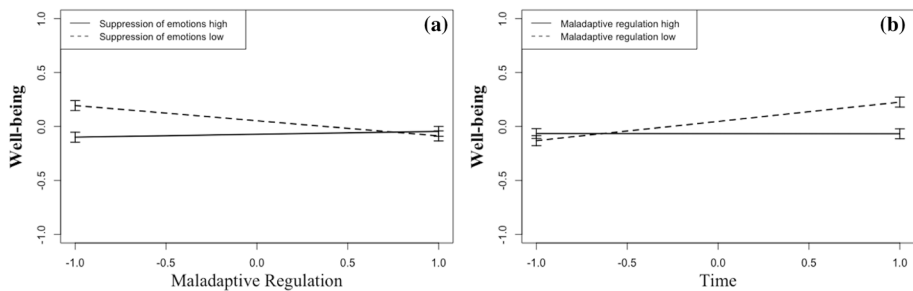 Suppression of emotions high
Suppression of emotions low
(a)
Well-being
1.0
0.5
0.0
-0.5
-1.0
-1.0 -0.5 0.0 0.5 1.0
Maladaptive Regulation
Maladaptive regulation high
Maladaptive regulation low
(b)
Well-being
1.0
0.5
0.0
-0.5
-1.0
-1.0 -0.5 0.0 0.5 1.0
Time